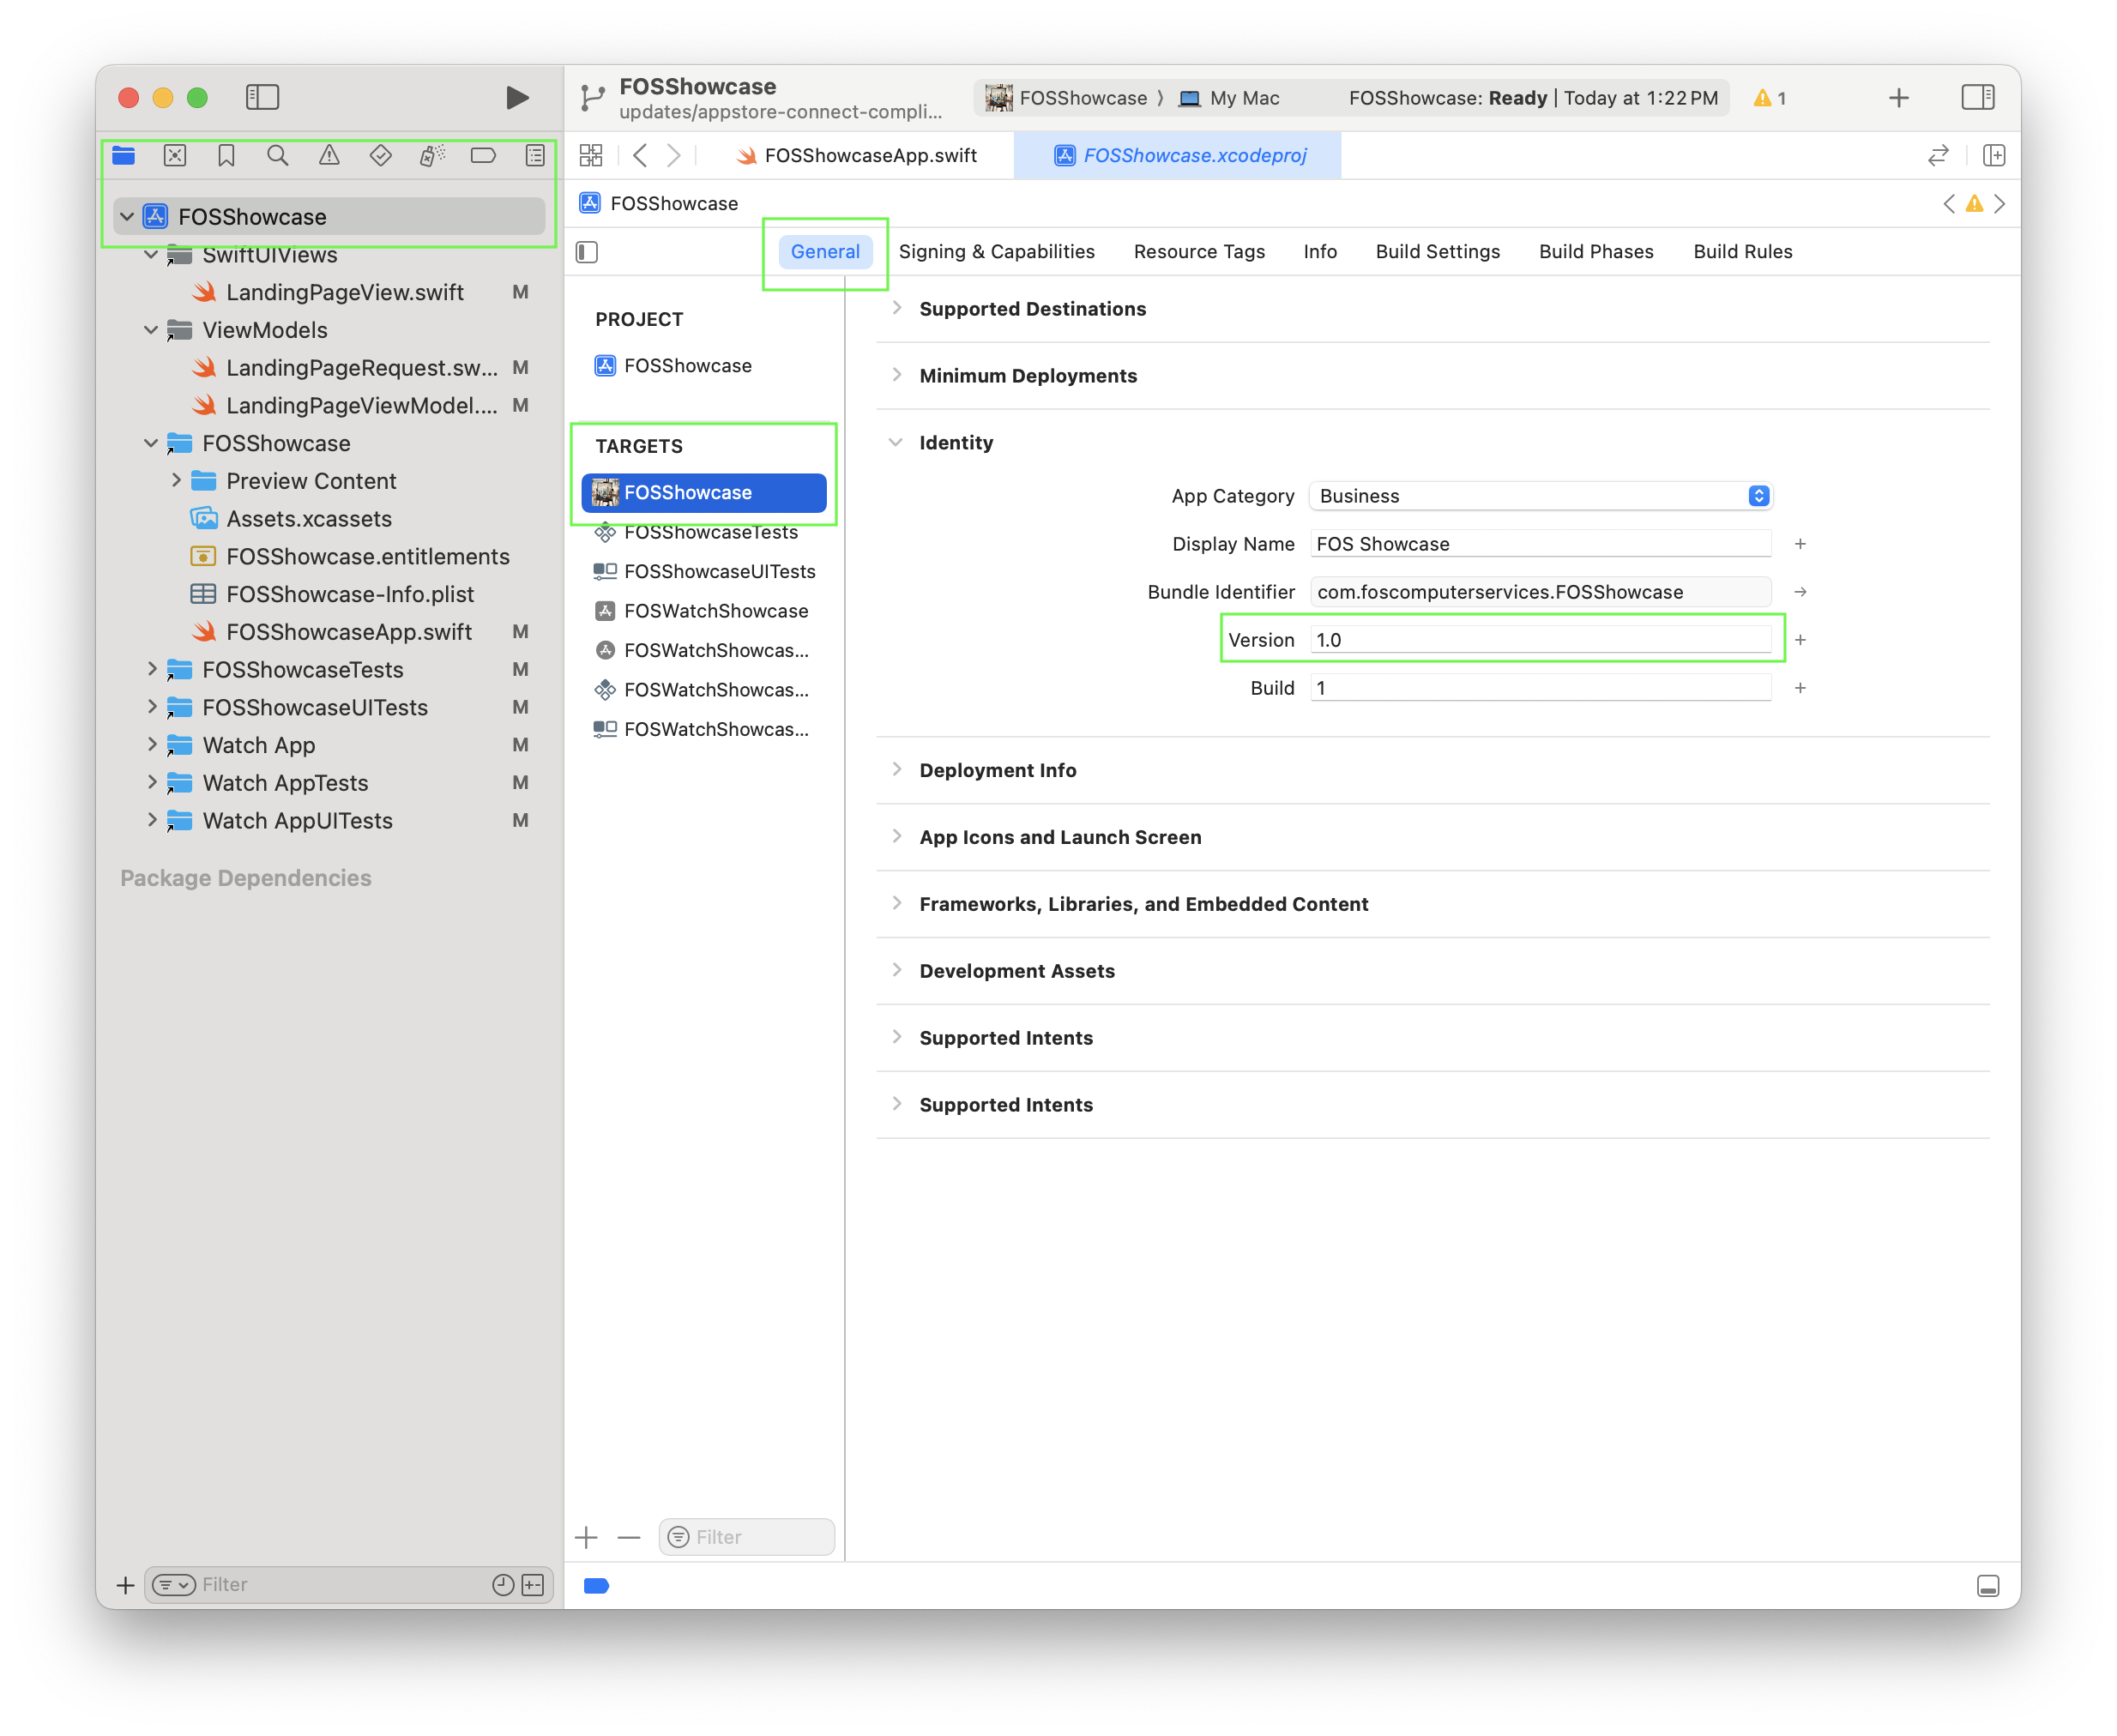 FOSShowcase
updates/appstore-connect-compli...
FOSShowcase
My Mac
FOSShowcase: Ready | Today at 1:22 PM
1
FOSShowcaseApp.swift
FOSShowcase.xcodeproj
FOSShowcase
SwiftUIViews
LandingPageView.swift M
ViewModels
LandingPageRequest.sw... M
LandingPageViewModel.... M
FOSShowcase
Preview Content
Assets.xcassets
FOSShowcase.entitlements
FOSShowcase-Info.plist
FOSShowcaseApp.swift M
FOSShowcaseTests M
FOSShowcaseUITests M
Watch App M
Watch AppTests M
Watch AppUITests M
Package Dependencies
Filter
FOSShowcase
General
Signing & Capabilities
Resource Tags
Info
Build Settings
Build Phases
Build Rules
PROJECT
FOSShowcase
TARGETS
FOSShowcase
FOSShowcaseTests
FOSShowcaseUITests
FOSWatchShowcase
FOSWatchShowcas...
FOSWatchShowcas...
FOSWatchShowcas...
Filter
Supported Destinations
Minimum Deployments
Identity
App Category Business
Display Name FOS Showcase
Bundle Identifier com.foscomputerservices.FOSShowcase
Version 1.0
Build 1
Deployment Info
App Icons and Launch Screen
Frameworks, Libraries, and Embedded Content
Development Assets
Supported Intents
Supported Intents